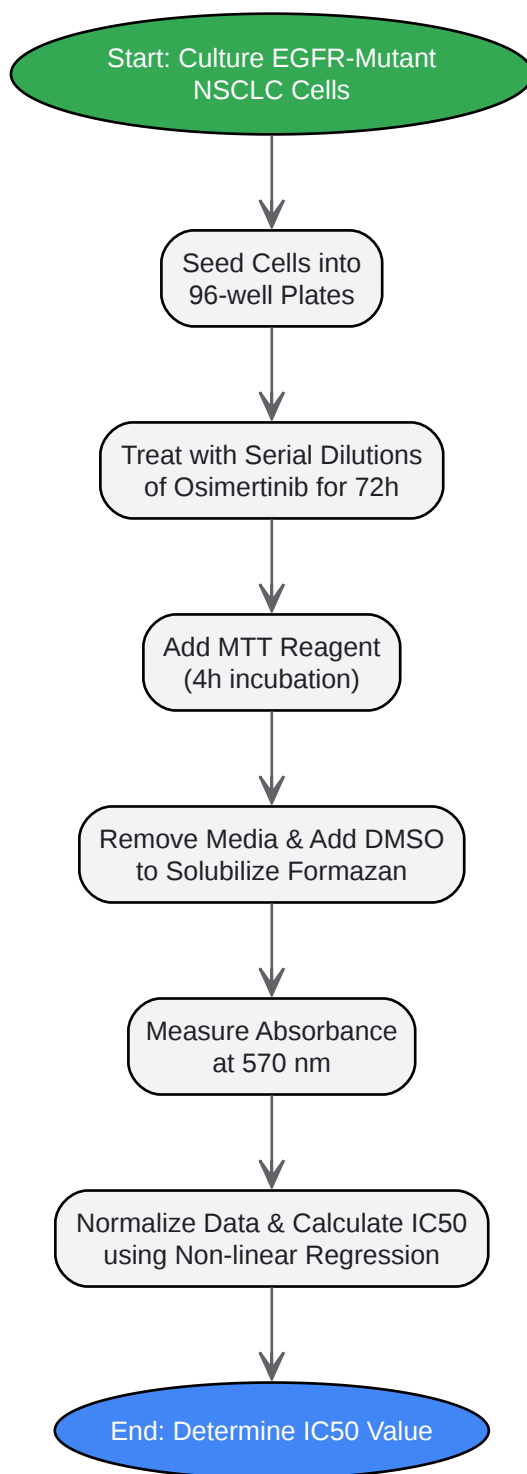 Start: Culture EGFR-Mutant
NSCLC Cells
Seed Cells into
96-well Plates
Treat with Serial Dilutions
of Osimertinib for 72h
Add MTT Reagent
(4h incubation)
Remove Media & Add DMSO
to Solubilize Formazan
Measure Absorbance
at 570 nm
Normalize Data & Calculate IC50
using Non-linear Regression
End: Determine IC50 Value